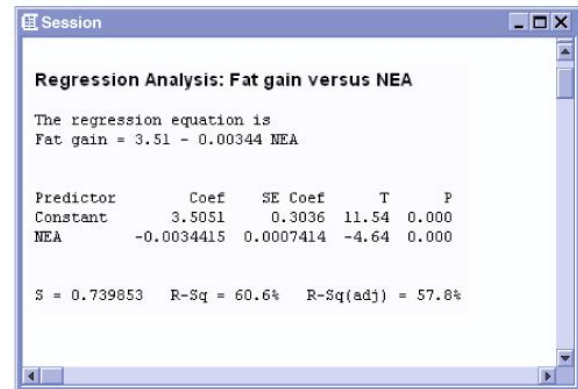 Session
Regression Analysis: Fat gain versus NEA
The regression equation is
Fat gain = 3.51 - 0.00344 NEA
Predictor Coef SE Coef T P
Constant 3.5051 0.3036 11.54 0.000
NEA -0.0034415 0.0007414 -4.64 0.000
S = 0.739853 R-Sq = 60.6% R-Sq(adj) = 57.8%